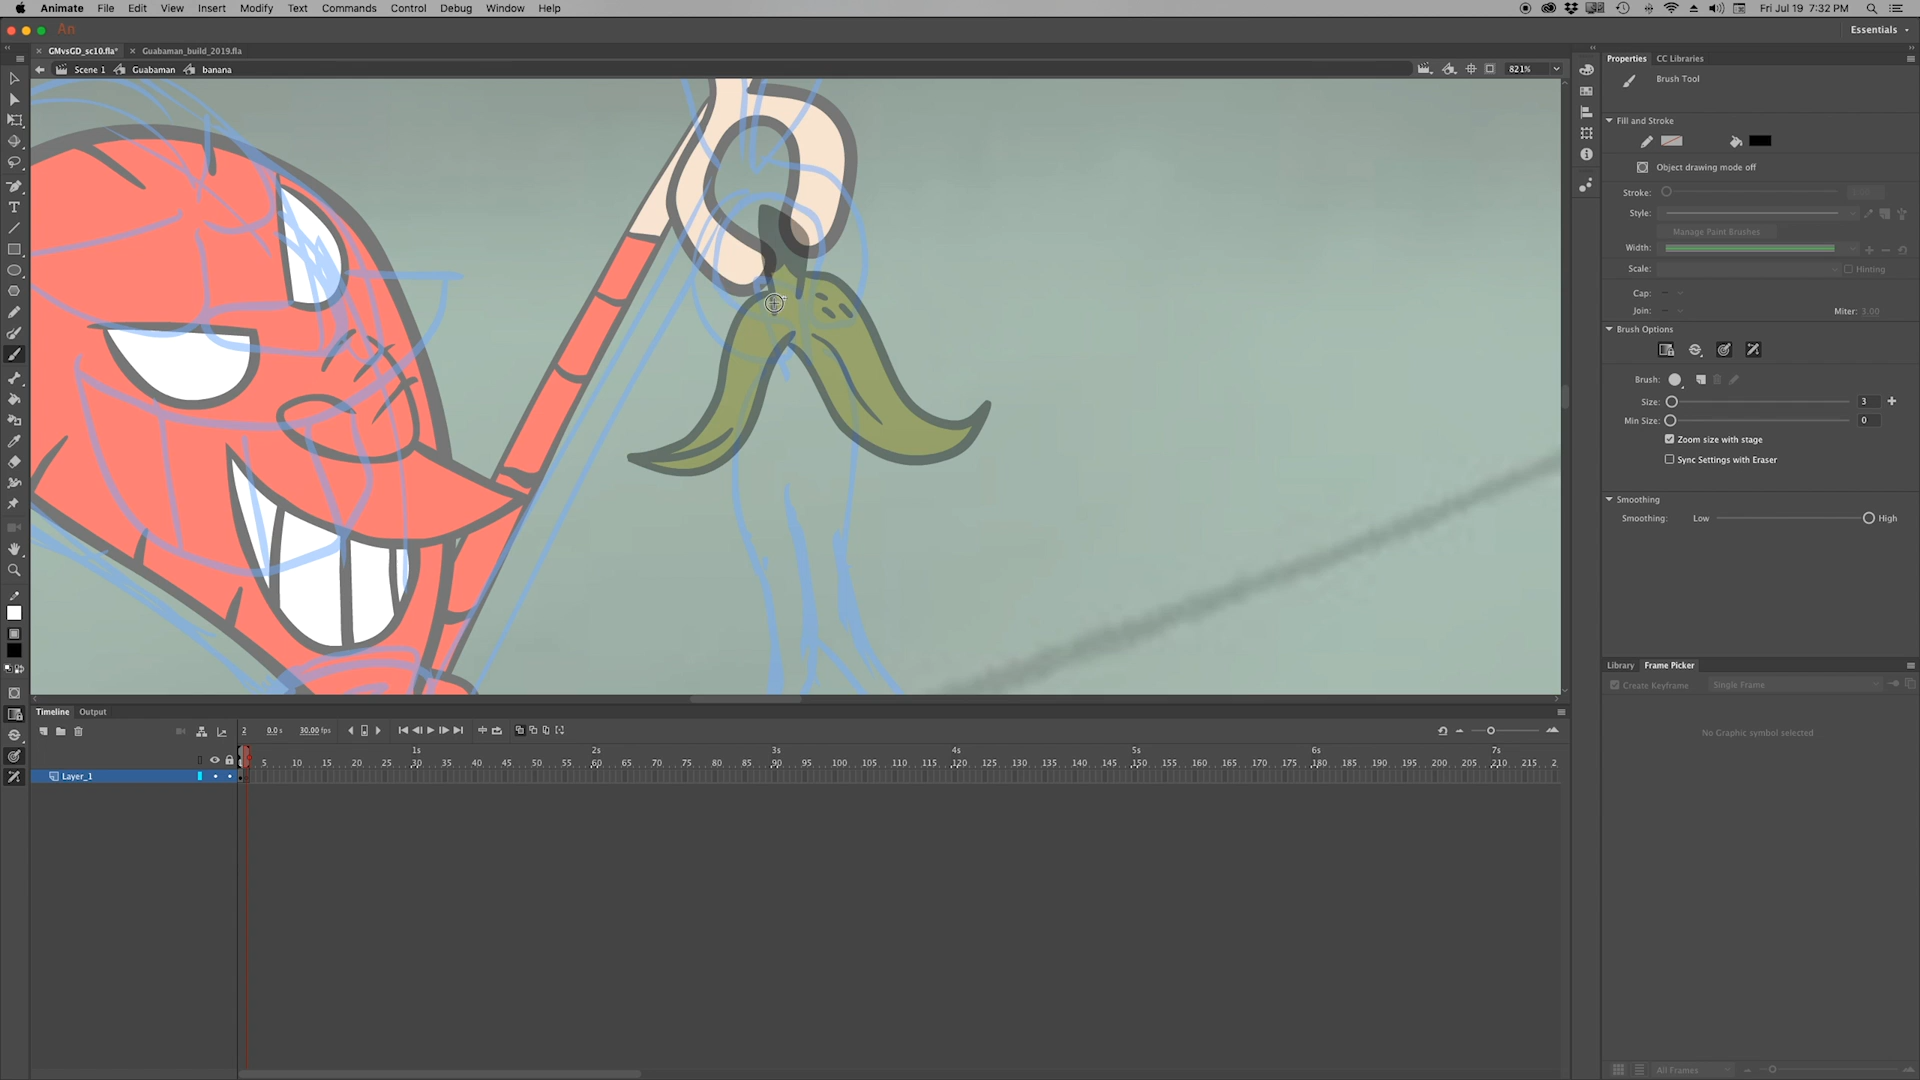 Animate File Edit View Insert Modify Text Commands Control Debug Window Help Fri Jul 19 7:32 PM
An Essentials
GMvsGD_sc10.fla* Guabaman_build_2019.fla
Scene 1 Guabaman banana 821%
Properties CC Libraries
Brush Tool
Fill and Stroke
Object drawing mode off
Stroke:
Style:
Manage Paint Brushes
Width:
Scale: Hinting
Cap:
Join: Miter: 3.00
Brush Options
Brush:
Size: 3
Min Size: 0
Zoom size with stage
Sync Settings with Eraser
Smoothing
Smoothing: Low High
Library Frame Picker
Create Keyframe Single Frame
No Graphic symbol selected
All Frames
Timeline Output
2 0.0 s 30.00 fps
1s 2s 3s 4s 5s 6s 7s
5 10 15 20 25 30 35 40 45 50 55 60 65 70 75 80 85 90 95 100 105 110 115 120 125 130 135 140 145 150 155 160 165 170 175 180 185 190 195 200 205 210 215 2
Layer_1